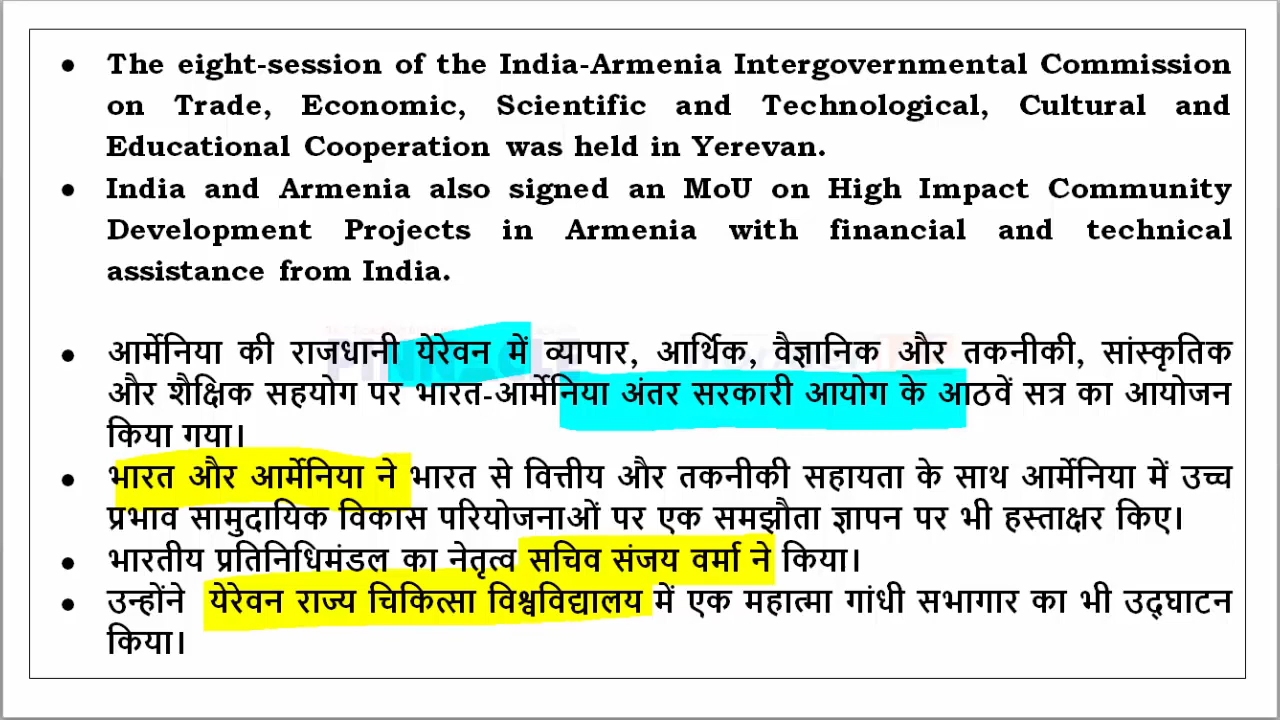 ● The eight-session of the India-Armenia Intergovernmental Commission
on Trade, Economic, Scientific and Technological, Cultural and
Educational Cooperation was held in Yerevan.
● India and Armenia also signed an MoU on High Impact Community
Development Projects in Armenia with financial and technical
assistance from India.
● आर्मेनिया की राजधानी येरेवन में व्यापार, आर्थिक, वैज्ञानिक और तकनीकी, सांस्कृतिक
और शैक्षिक सहयोग पर भारत-आर्मेनिया अंतर सरकारी आयोग के आठवें सत्र का आयोजन
किया गया।
● भारत और आर्मेनिया ने भारत से वित्तीय और तकनीकी सहायता के साथ आर्मेनिया में उच्च
प्रभाव सामुदायिक विकास परियोजनाओं पर एक समझौता ज्ञापन पर भी हस्ताक्षर किए।
● भारतीय प्रतिनिधिमंडल का नेतृत्व सचिव संजय वर्मा ने किया।
● उन्होंने येरेवन राज्य चिकित्सा विश्वविद्यालय में एक महात्मा गांधी सभागार का भी उद्घाटन
किया।